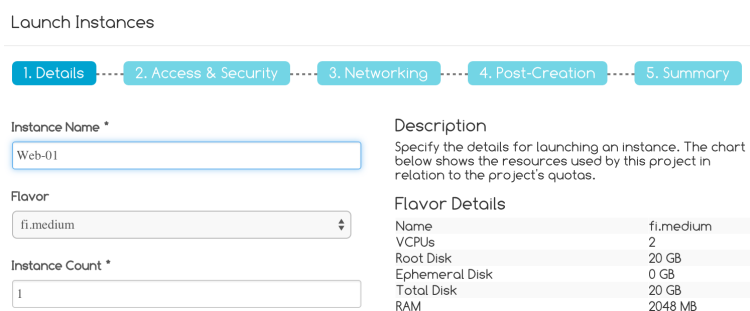 Launch Instances
1. Details
2. Access & Security
3. Networking
4. Post-Creation
5. Summary
Instance Name *
Web-01
Flavor
fi.medium
Instance Count *
1
Description
Specify the details for launching an instance. The chart
below shows the resources used by this project in
relation to the project's quotas.
Flavor Details
Name fi.medium
VCPUs 2
Root Disk 20 GB
Ephemeral Disk 0 GB
Total Disk 20 GB
RAM 2048 MB